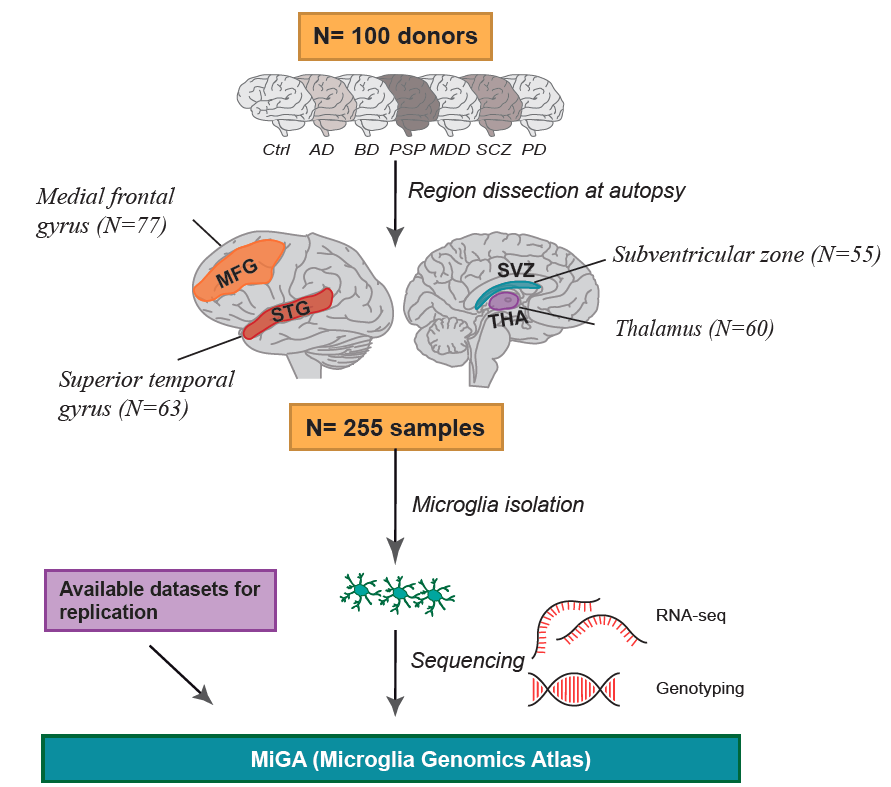 N= 100 donors
Ctrl AD BD PSP MDD SCZ PD
Region dissection at autopsy
Medial frontal
gyrus (N=77)
MFG
STG
SVZ
THA
Subventricular zone (N=55)
Thalamus (N=60)
Superior temporal
gyrus (N=63)
N= 255 samples
Microglia isolation
Available datasets for
replication
Sequencing
RNA-seq
Genotyping
MiGA (Microglia Genomics Atlas)